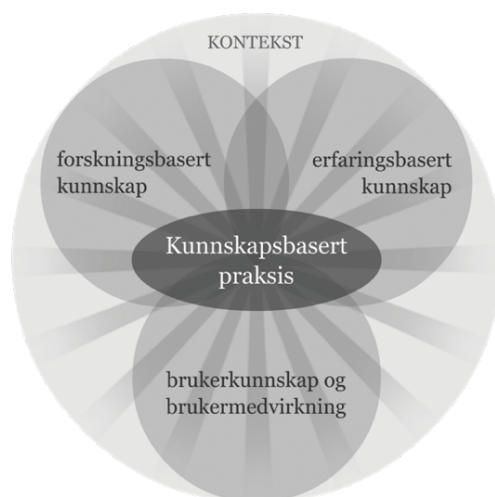 KONTEKST
forskningsbasert
kunnskap
erfaringsbasert
kunnskap
Kunnskapsbasert
praksis
brukerkunnskap og
brukermedvirkning